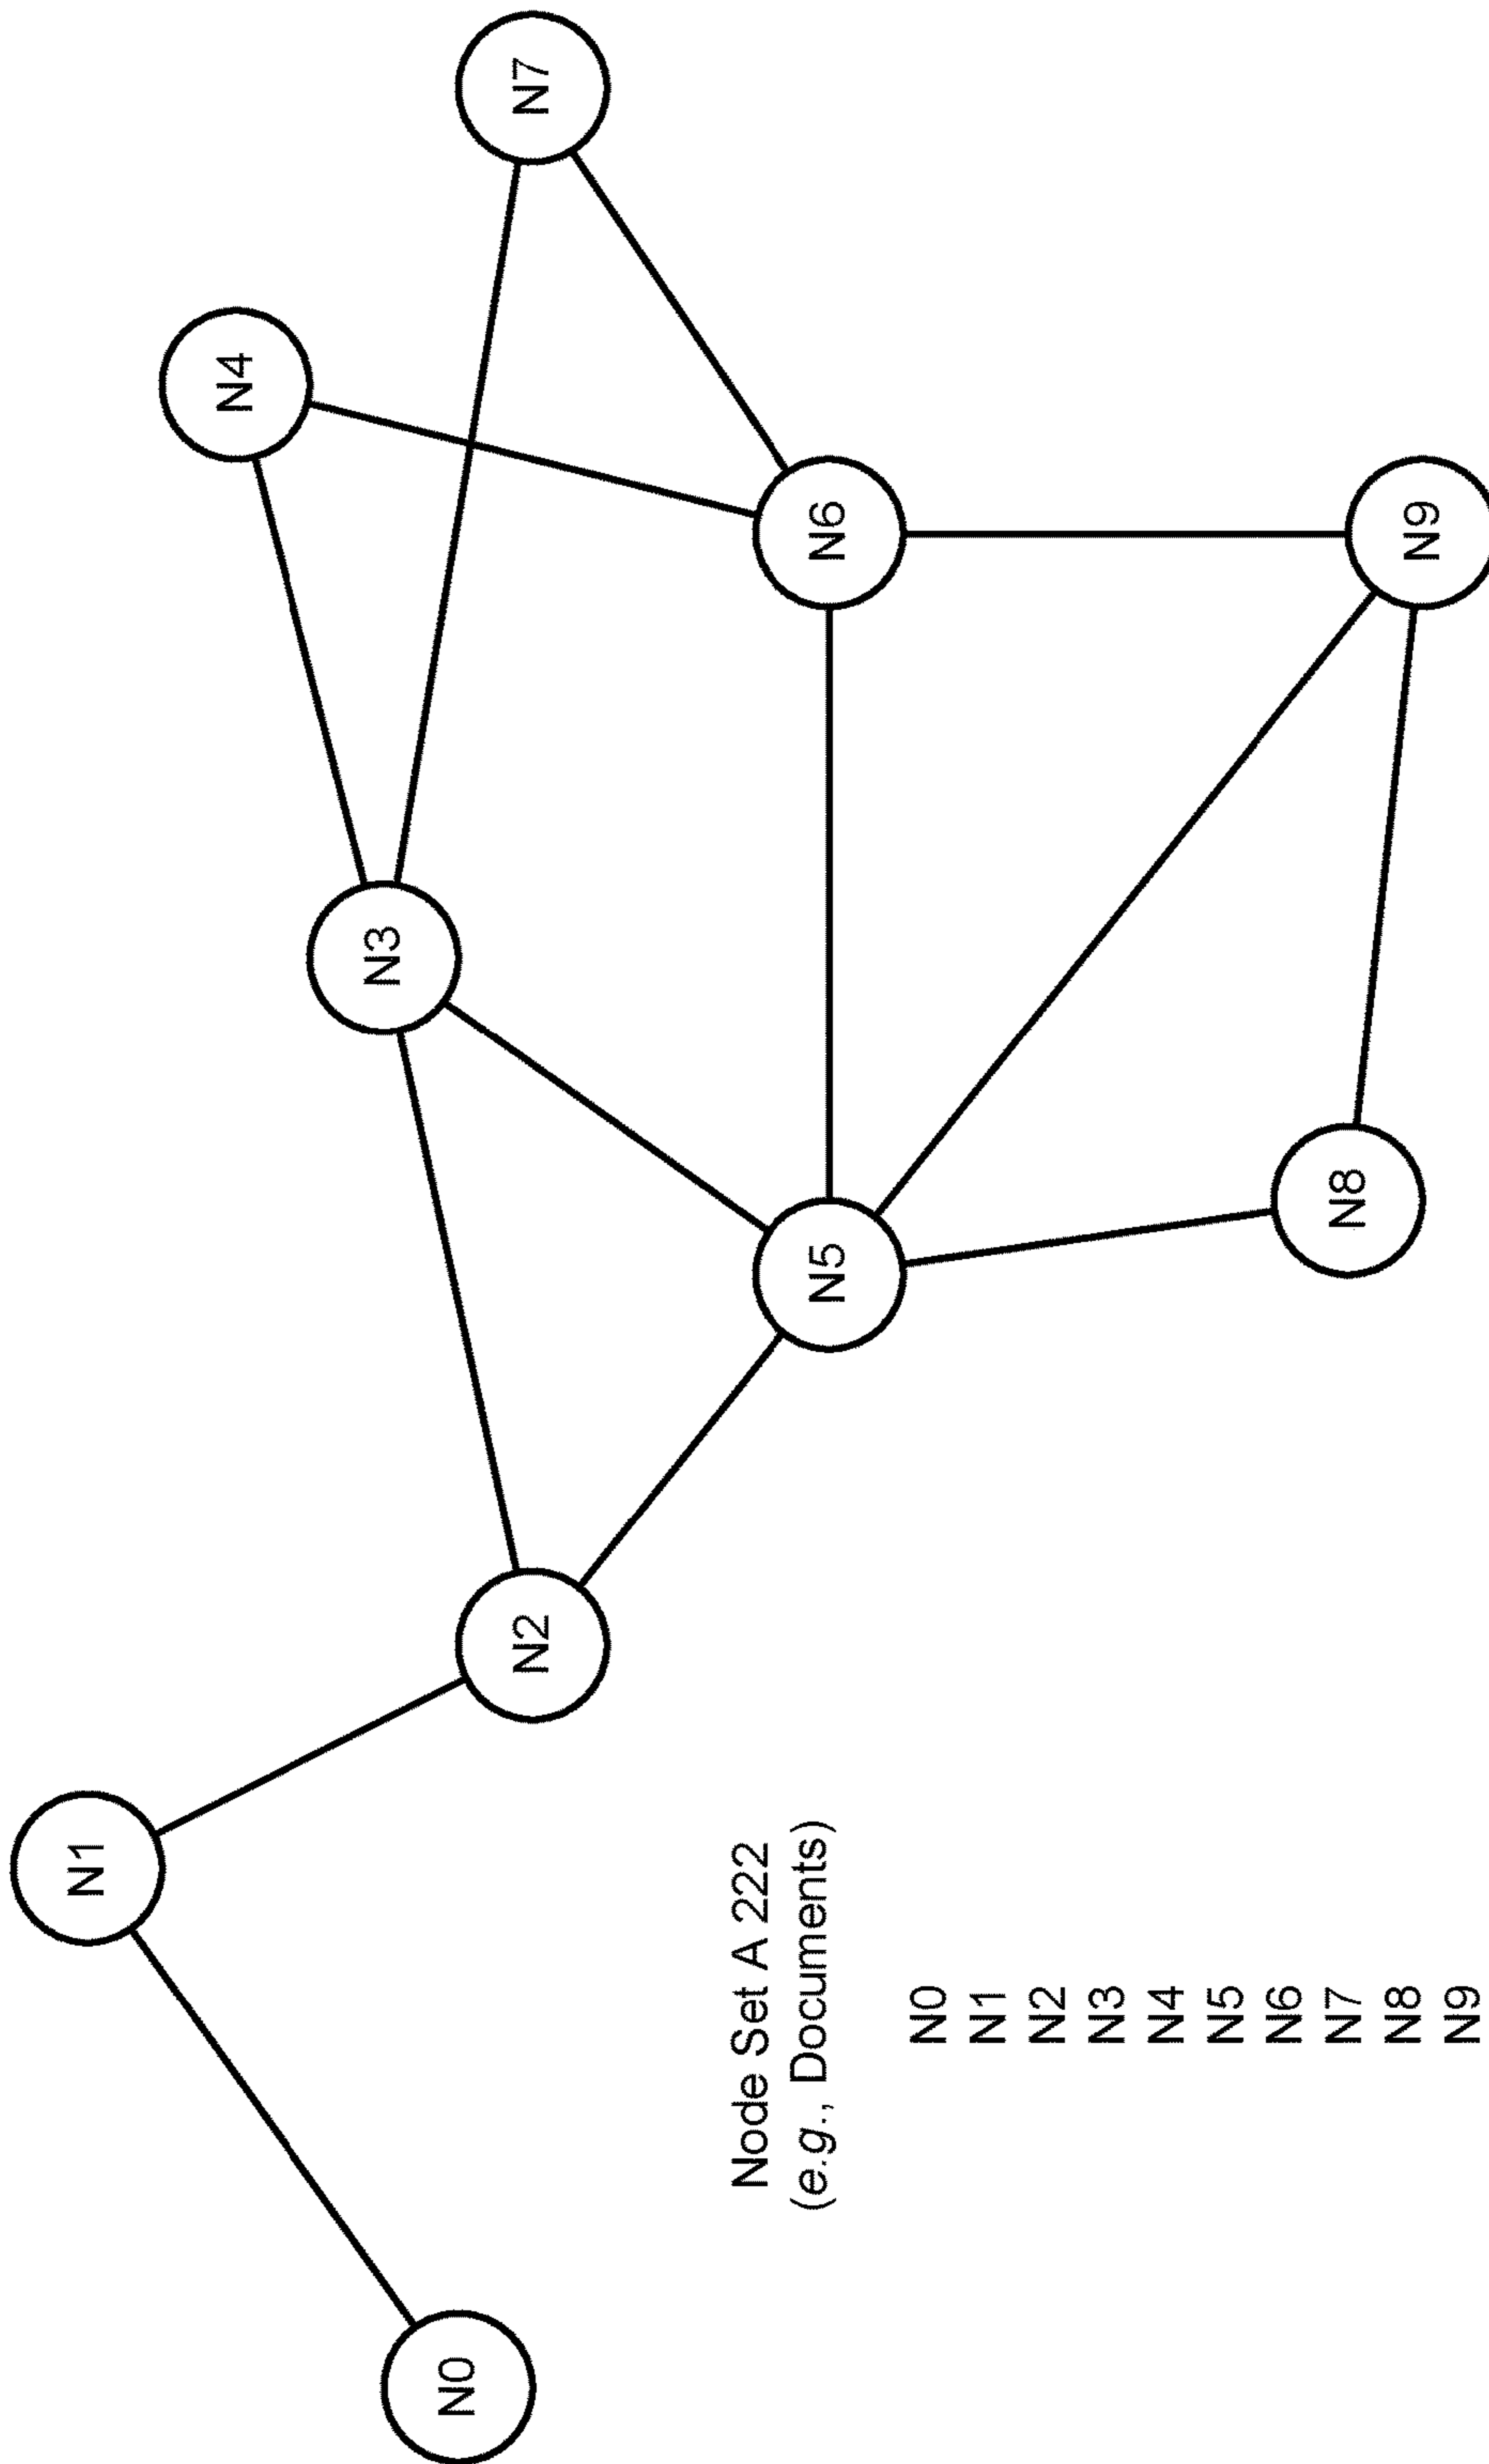 N0
N1
N2
N3
N4
N5
N6
N7
N8
N9
Node Set A 222
(e.g., Documents)
N0
N1
N2
N3
N4
N5
N6
N7
N8
N9